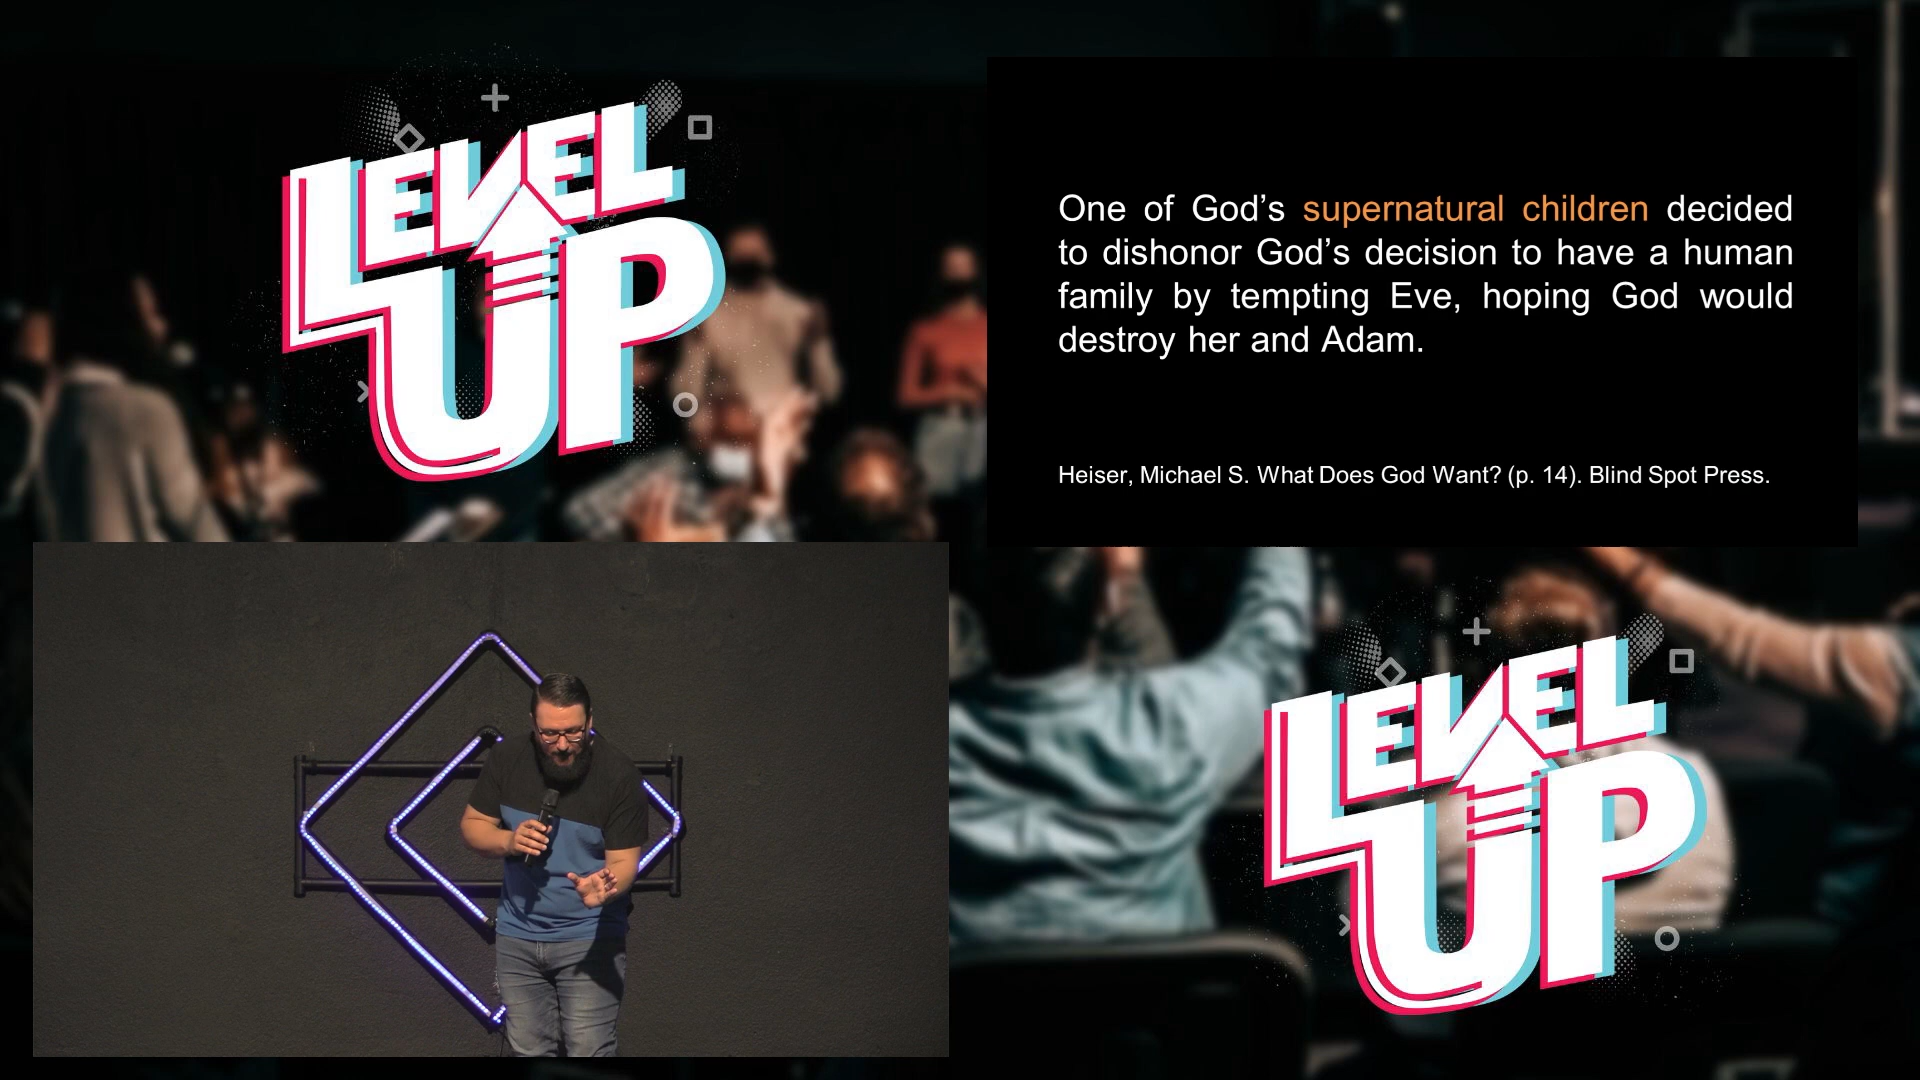 LEVEL
UP
One of God’s supernatural children decided
to dishonor God’s decision to have a human
family by tempting Eve, hoping God would
destroy her and Adam.
Heiser, Michael S. What Does God Want? (p. 14). Blind Spot Press.
LEVEL
UP